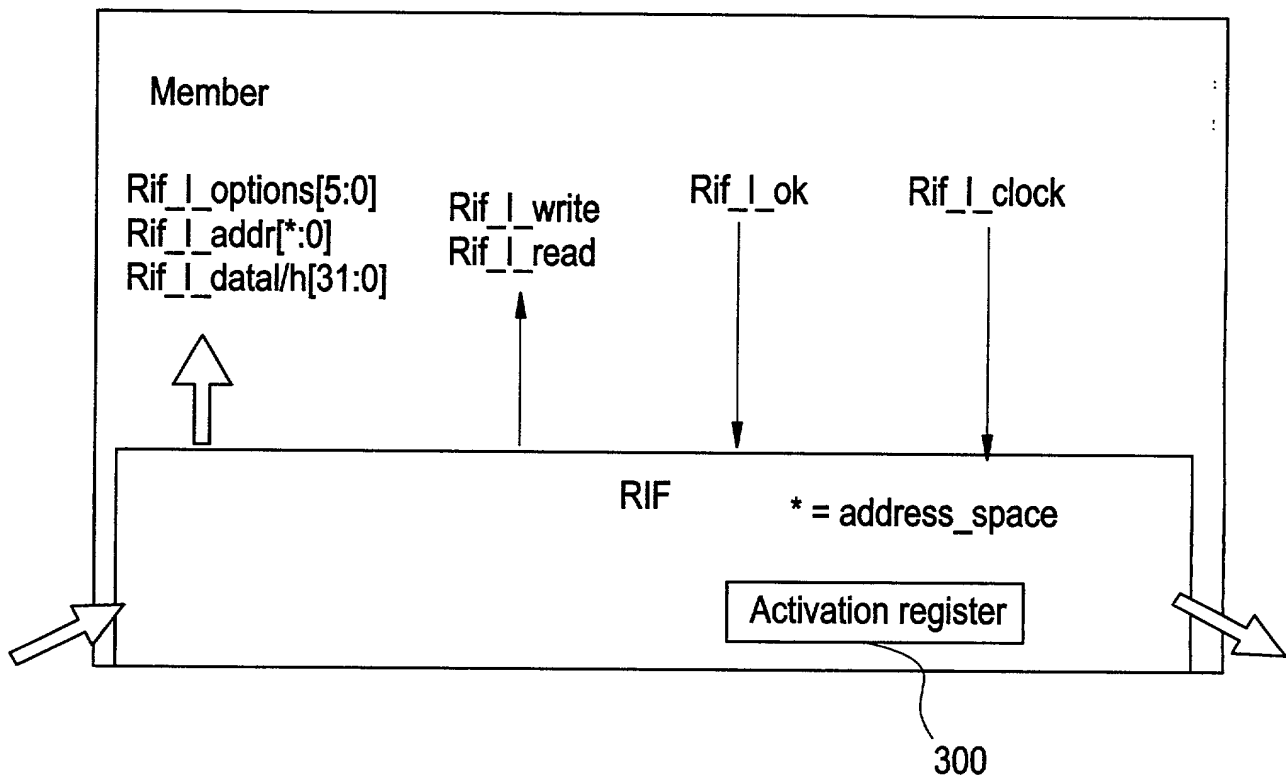 Member
Rif_I_options[5:0]
Rif_I_addr[*:0]
Rif_I_datal/h[31:0]
Rif_I_write
Rif_I_read
Rif_I_ok
Rif_I_clock
RIF
* = address_space
Activation register
300